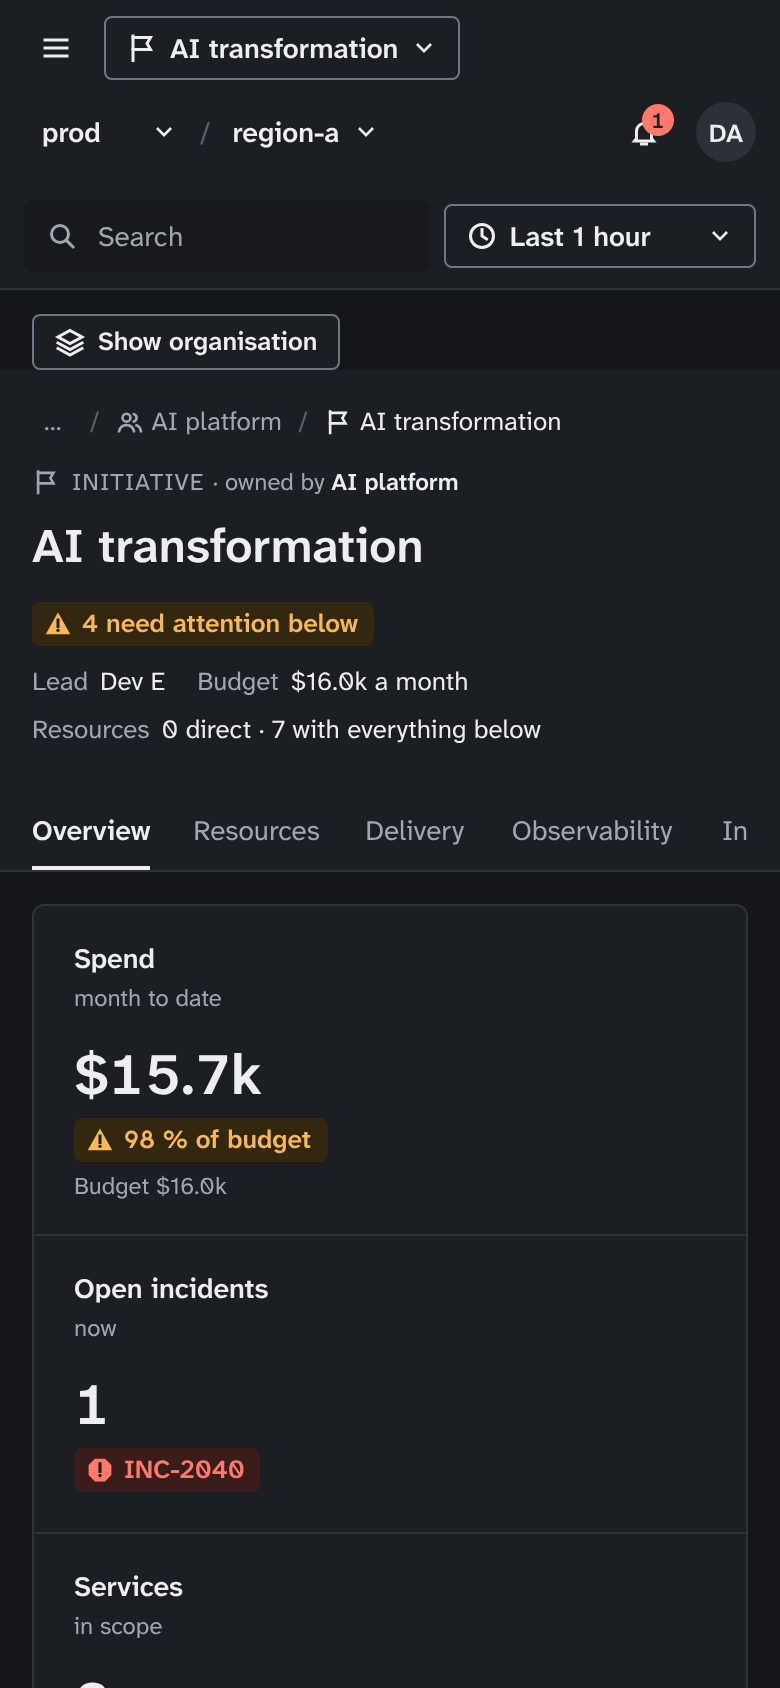 AI transformation
prod / region-a
1
DA
Search
Last 1 hour
Show organisation
... / AI platform / AI transformation
INITIATIVE · owned by AI platform
AI transformation
4 need attention below
Lead Dev E Budget $16.0k a month
Resources 0 direct · 7 with everything below
Overview Resources Delivery Observability In
Spend
month to date
$15.7k
98 % of budget
Budget $16.0k
Open incidents
now
1
INC-2040
Services
in scope